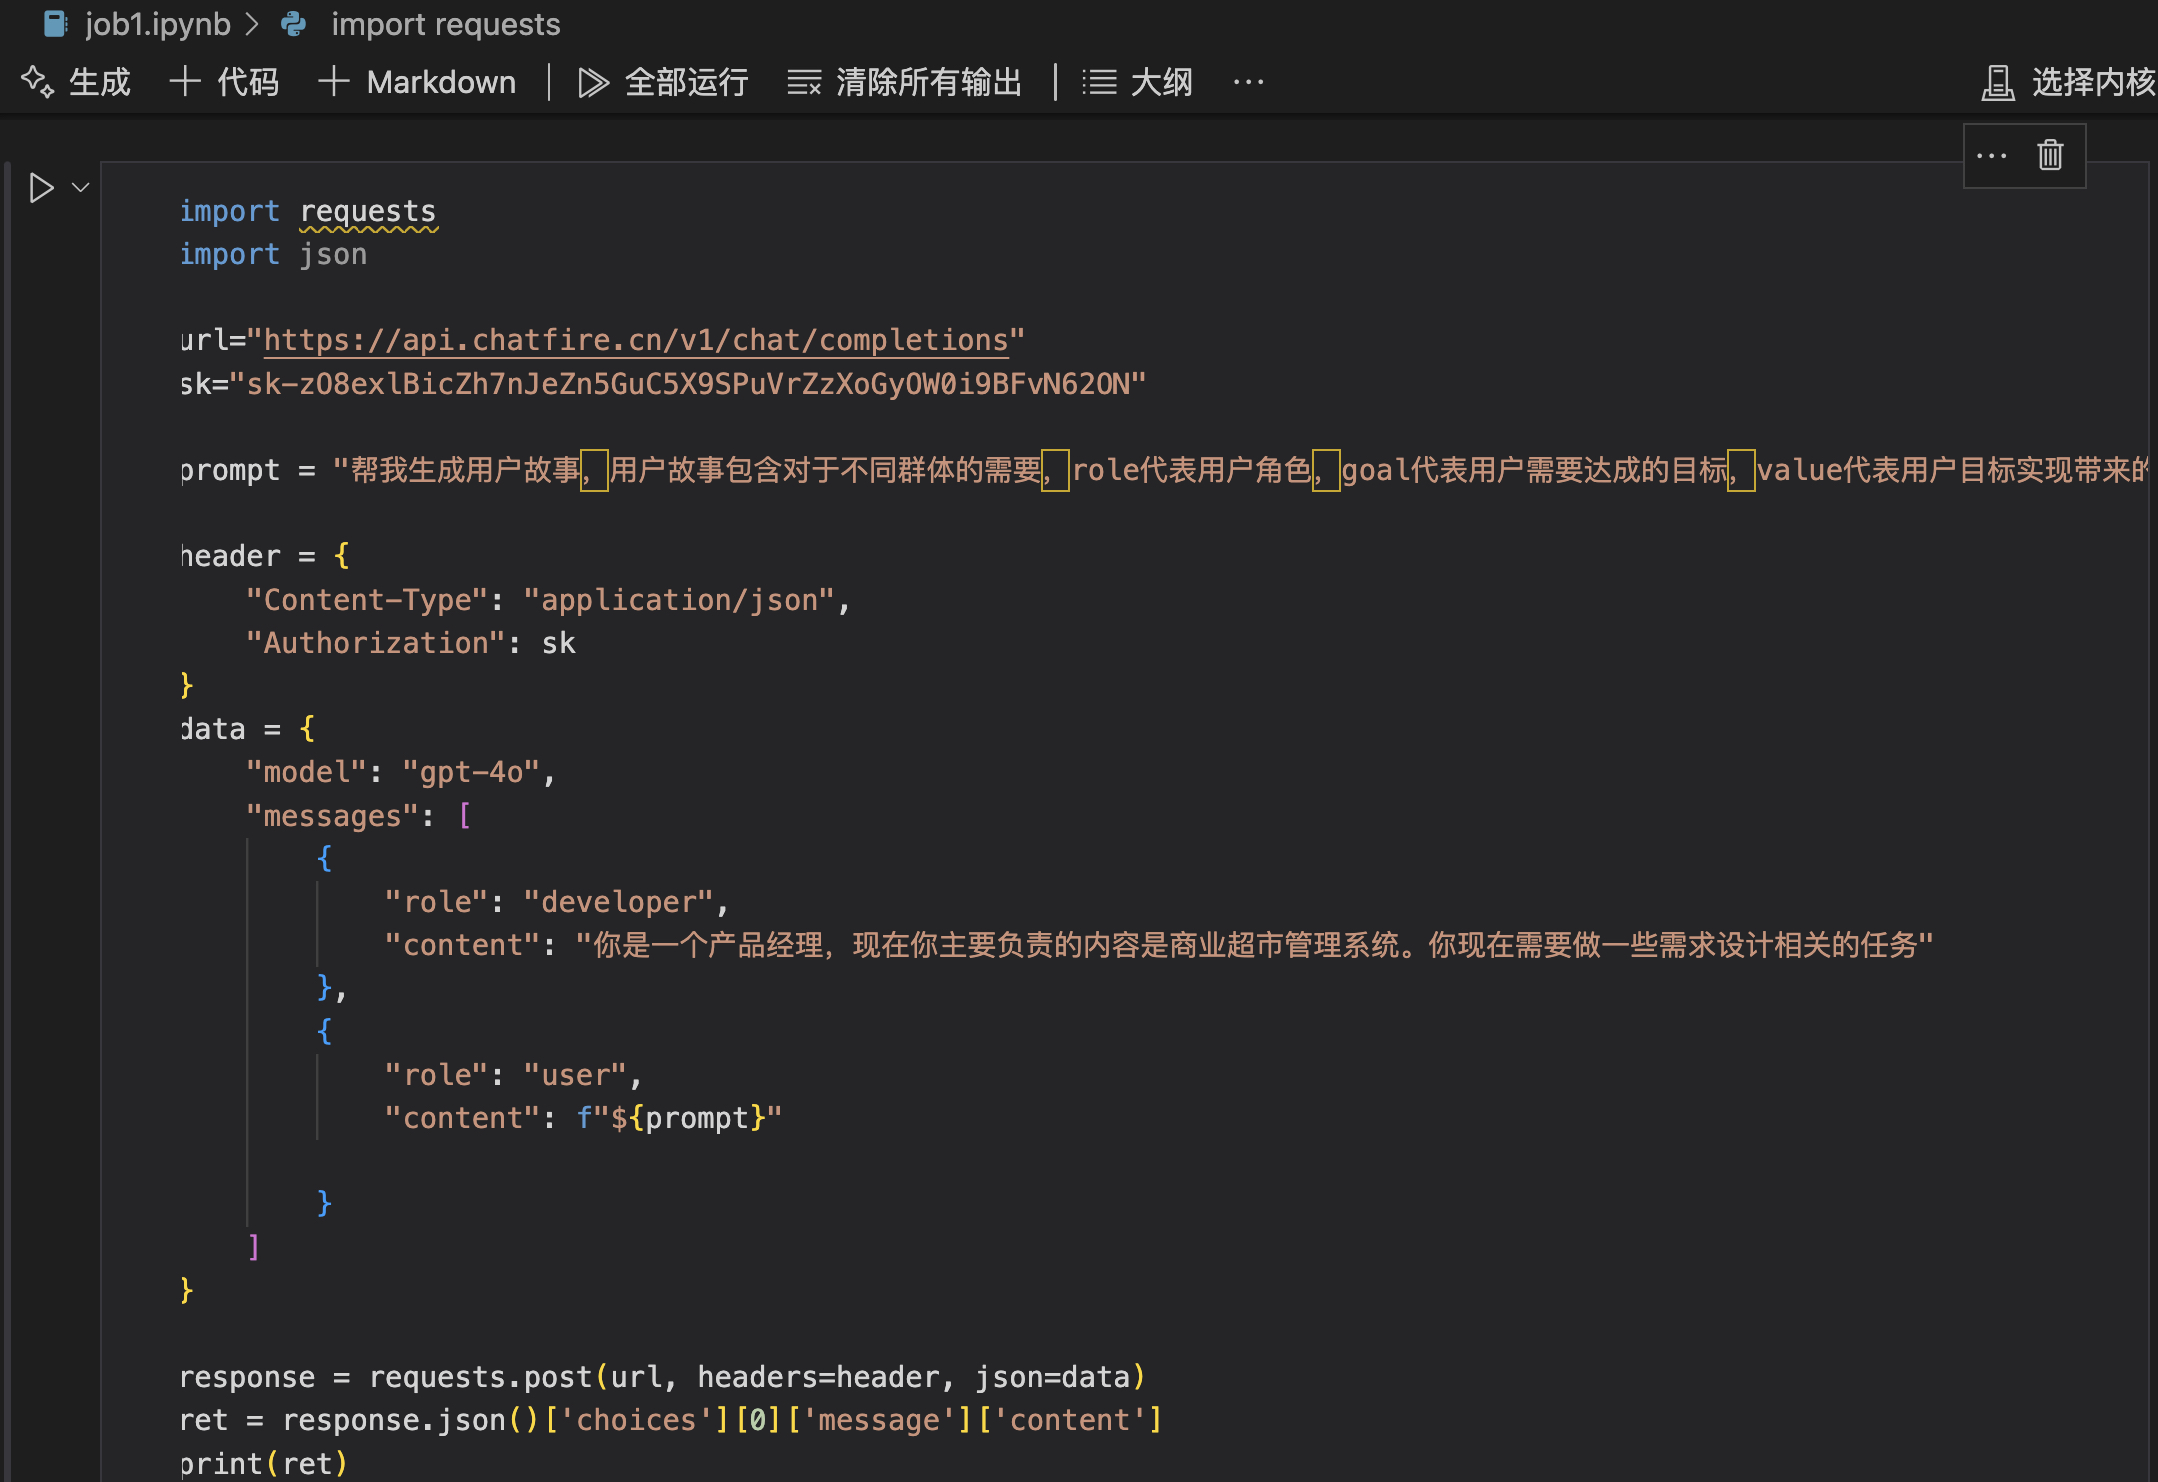 job1.ipynb > import requests
生成 + 代码 + Markdown | 全部运行 清除所有输出 | 大纲 ...
选择内核
import requests
import json
url="https://api.chatfire.cn/v1/chat/completions"
sk="sk-zO8exlBicZh7nJeZn5GuC5X9SPuVrZzXoGyOW0i9BFvN62ON"
prompt = "帮我生成用户故事，用户故事包含对于不同群体的需要，role代表用户角色，goal代表用户需要达成的目标，value代表用户目标实现带来的
header = {
    "Content-Type": "application/json",
    "Authorization": sk
}
data = {
    "model": "gpt-4o",
    "messages": [
        {
            "role": "developer",
            "content": "你是一个产品经理，现在你主要负责的内容是商业超市管理系统。你现在需要做一些需求设计相关的任务"
        },
        {
            "role": "user",
            "content": f"${prompt}"
        }
    ]
}
response = requests.post(url, headers=header, json=data)
ret = response.json()['choices'][0]['message']['content']
print(ret)